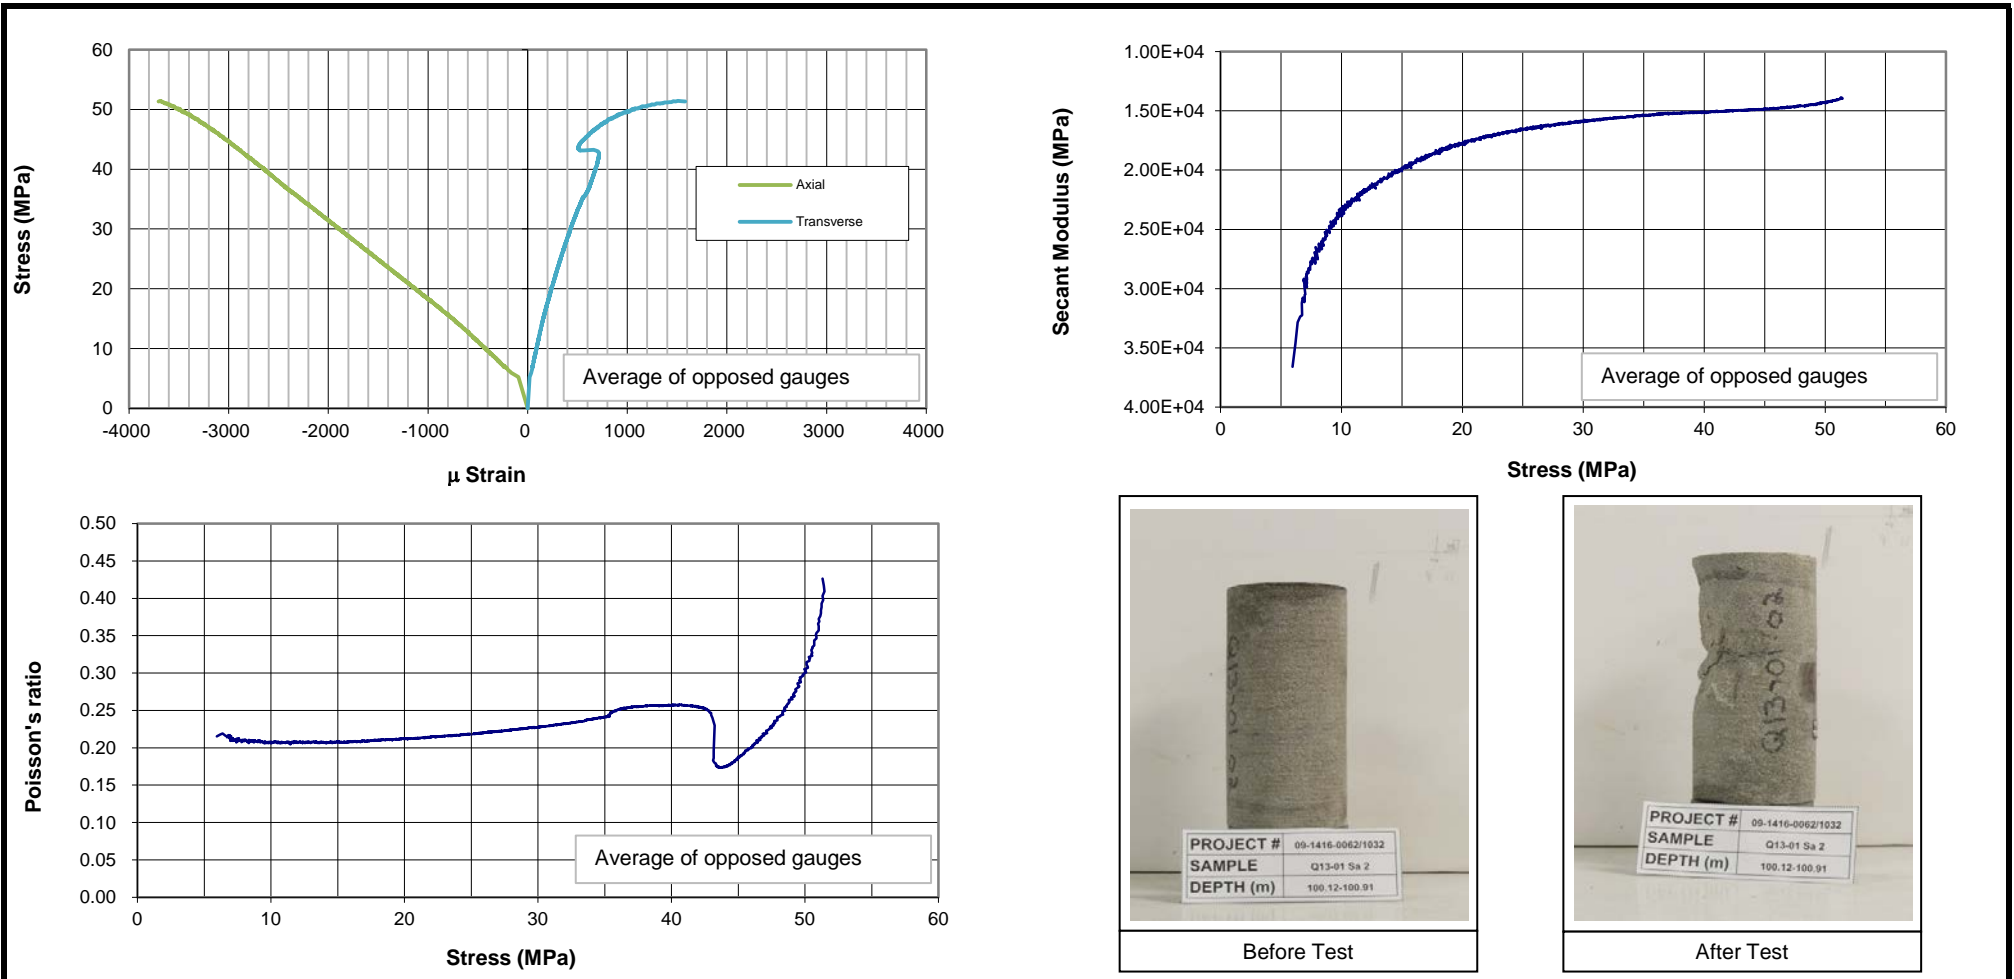 60
50
40
30
20
10
0
-4000 -3000 -2000 -1000 0 1000 2000 3000 4000
Stress (MPa)
μ Strain
Axial
Transverse
Average of opposed gauges
1.00E+04
1.50E+04
2.00E+04
2.50E+04
3.00E+04
3.50E+04
4.00E+04
0 10 20 30 40 50 60
Secant Modulus (MPa)
Stress (MPa)
Average of opposed gauges
0.50
0.45
0.40
0.35
0.30
0.25
0.20
0.15
0.10
0.05
0.00
0 10 20 30 40 50 60
Poisson's ratio
Stress (MPa)
Average of opposed gauges
PROJECT # 09-1416-0062/1032
SAMPLE Q13-01 Sa 2
DEPTH (m) 100.12-100.91
Before Test
PROJECT # 09-1416-0062/1032
SAMPLE Q13-01 Sa 2
DEPTH (m) 100.12-100.91
After Test